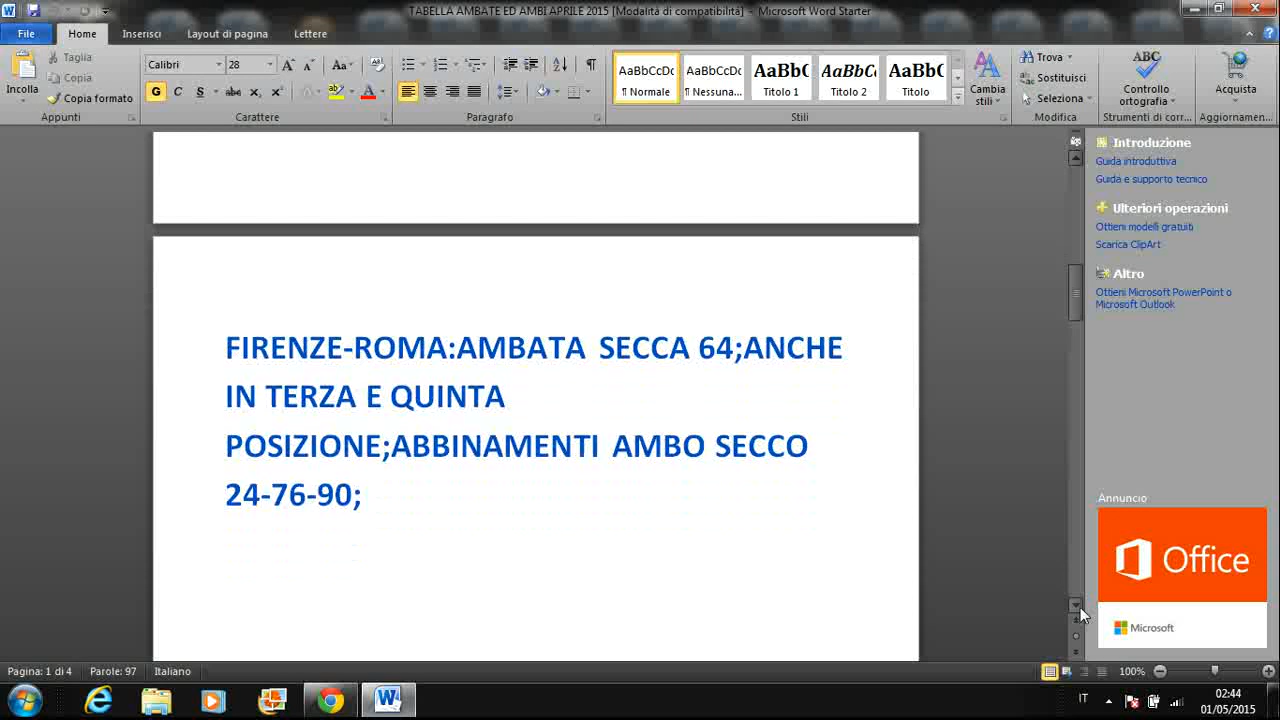 TABELLA AMBATE ED AMBI APRILE 2015 [Modalità di compatibilità] - Microsoft Word Starter
File Home Inserisci Layout di pagina Lettere
Incolla Taglia Copia Copia formato
Calibri 28
AaBbCcDc AaBbCcDc AaBbC AaBbCc AaBbC
¶ Normale ¶ Nessuna... Titolo 1 Titolo 2 Titolo
Cambia stili
Trova
Sostituisci
Seleziona
ABC
Controllo ortografia
Acquista
Appunti Carattere Paragrafo Stili Modifica Strumenti di corr... Aggiornamen...
FIRENZE-ROMA:AMBATA SECCA 64;ANCHE
IN TERZA E QUINTA
POSIZIONE;ABBINAMENTI AMBO SECCO
24-76-90;
Introduzione
Guida introduttiva
Guida e supporto tecnico
Ulteriori operazioni
Ottieni modelli gratuiti
Scarica ClipArt
Altro
Ottieni Microsoft PowerPoint o
Microsoft Outlook
Annuncio
Office
Microsoft
Pagina: 1 di 4 Parole: 97 Italiano 100%
IT 02:44
01/05/2015